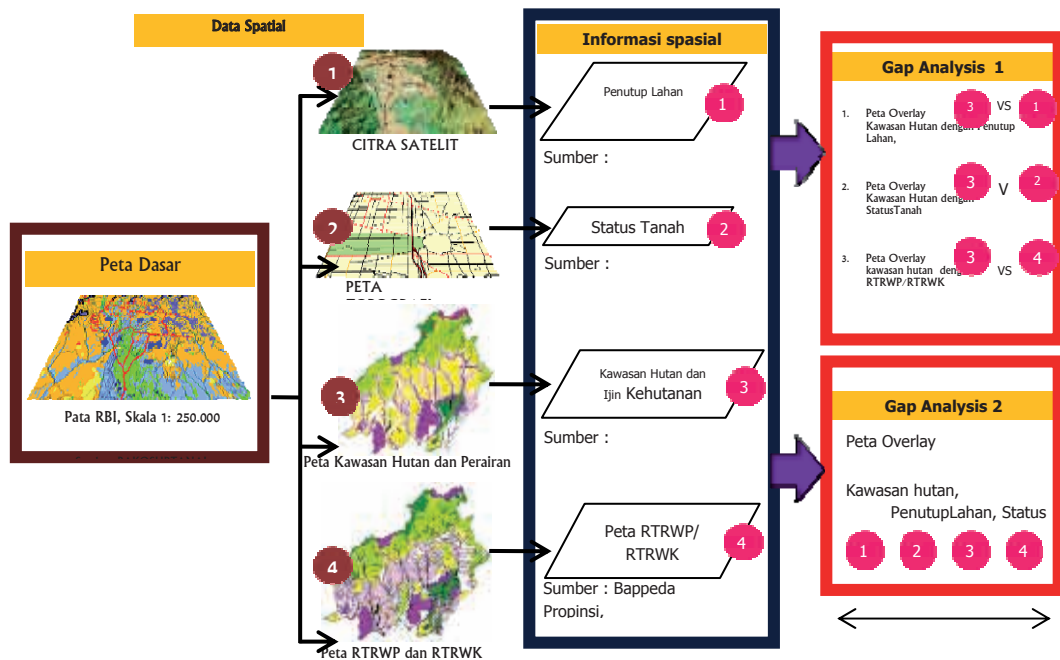 Data Spatial
Peta Dasar
Pata RBI, Skala 1: 250.000
1
CITRA SATELIT
2
PETA
3
Peta Kawasan Hutan dan Perairan
4
Peta RTRWP dan RTRWK
Informasi spasial
Penutup Lahan
1
Sumber :
Status Tanah
2
Sumber :
Kawasan Hutan dan
Ijin Kehutanan
3
Sumber :
Peta RTRWP/
RTRWK
4
Sumber : Bappeda
Propinsi,
Gap Analysis 1
1. Peta Overlay
Kawasan Hutan dengan Penutup
Lahan,
3 VS 1
2. Peta Overlay
Kawasan Hutan dengan
StatusTanah
3 V 2
3. Peta Overlay
kawasan hutan
RTRWP/RTRWK
3 VS 4
Gap Analysis 2
Peta Overlay
Kawasan hutan,
PenutupLahan, Status
1 2 3 4